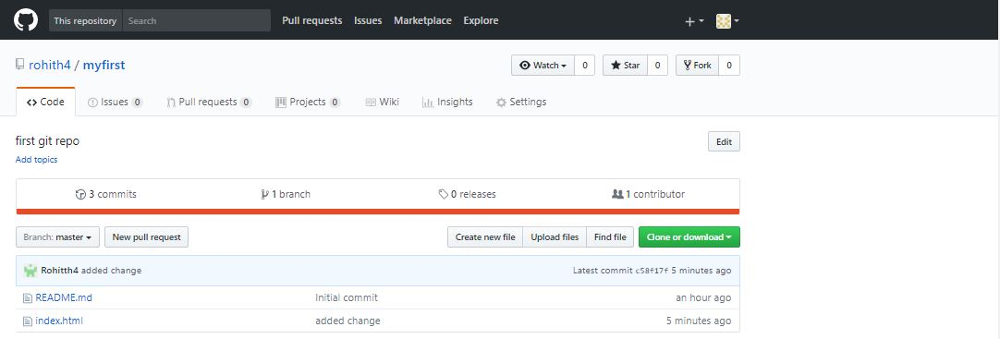 This repository Search Pull requests Issues Marketplace Explore
rohith4 / myfirst Watch 0 Star 0 Fork 0
Code Issues 0 Pull requests 0 Projects 0 Wiki Insights Settings
first git repo Edit
Add topics
3 commits 1 branch 0 releases 1 contributor
Branch: master New pull request Create new file Upload files Find file Clone or download
Rohitth4 added change Latest commit c58f17f 5 minutes ago
README.md Initial commit an hour ago
index.html added change 5 minutes ago